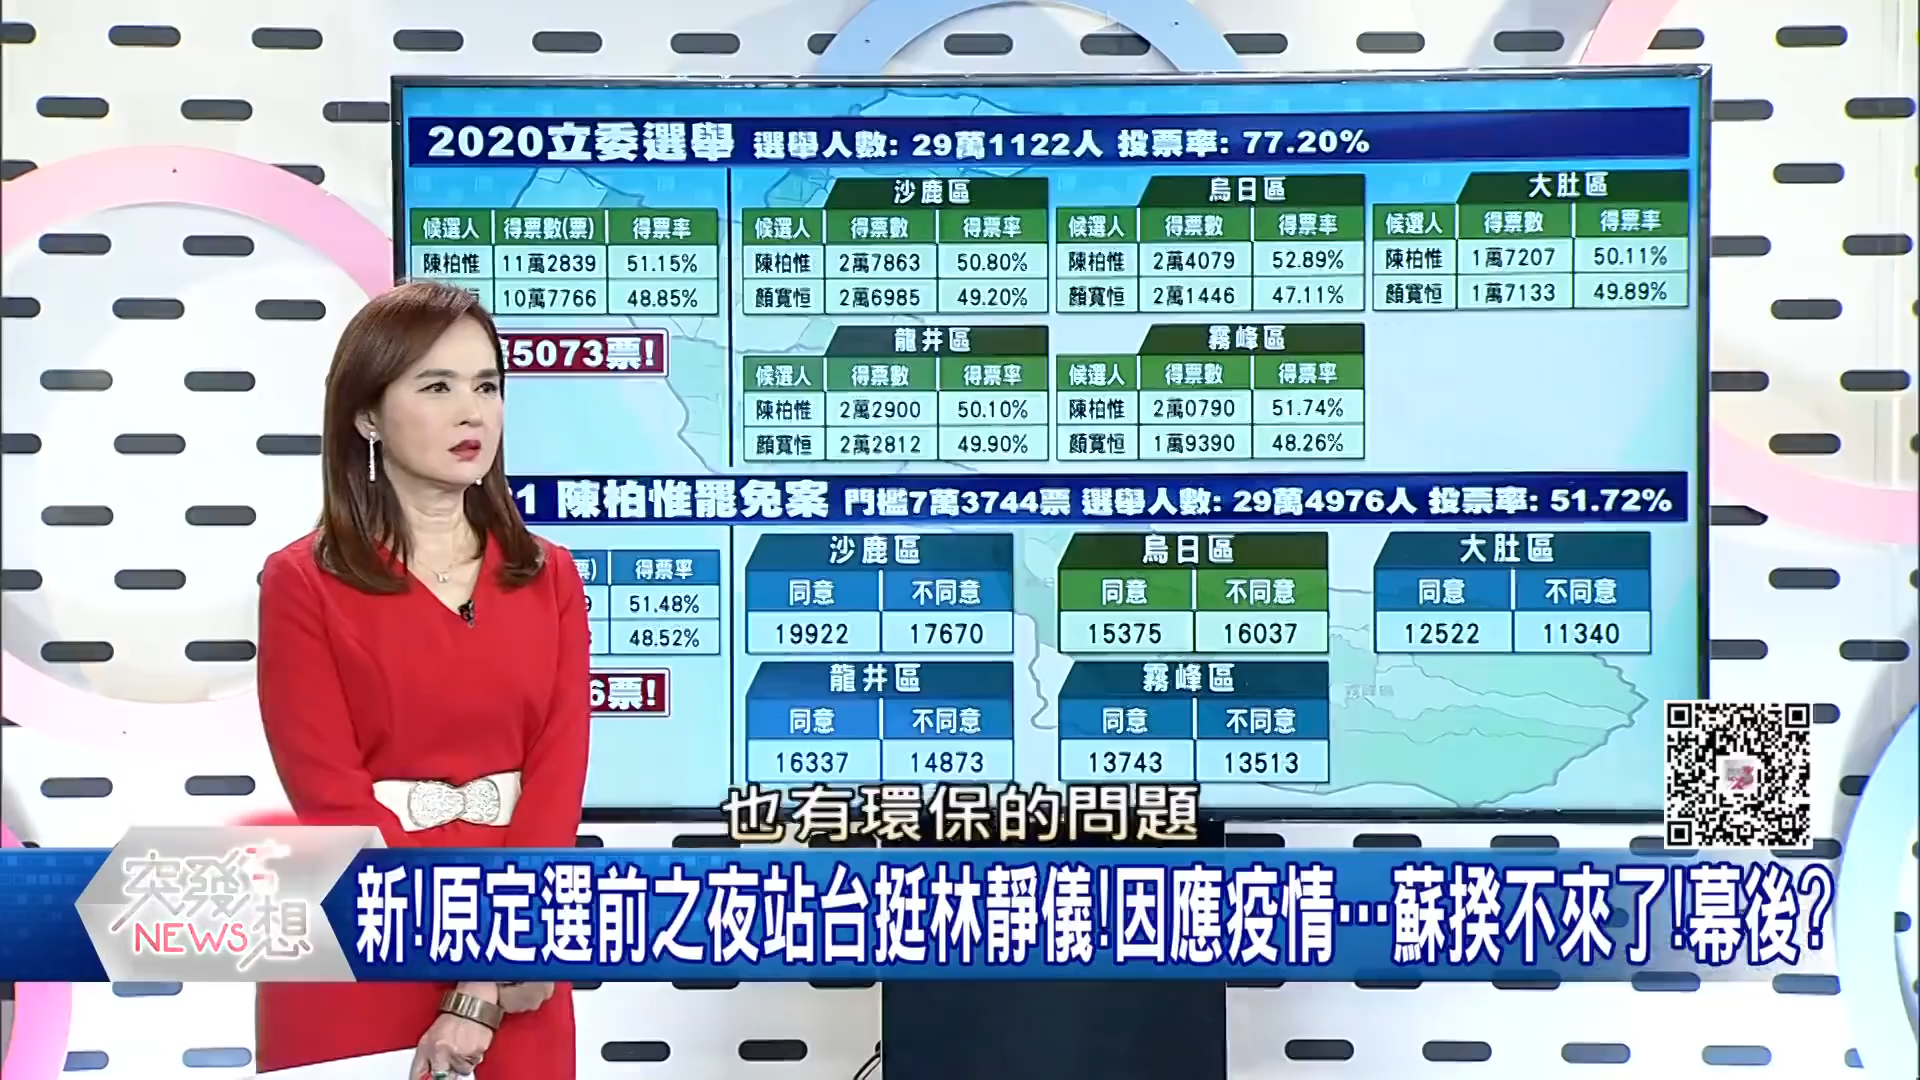 2020立委選舉 選舉人數: 29萬1122人 投票率: 77.20%
候選人 得票數(票) 得票率
陳柏惟 11萬2839 51.15%
恒 10萬7766 48.85%
5073票!
沙鹿區
候選人 得票數 得票率
陳柏惟 2萬7863 50.80%
顏寬恒 2萬6985 49.20%
烏日區
候選人 得票數 得票率
陳柏惟 2萬4079 52.89%
顏寬恒 2萬1446 47.11%
大肚區
候選人 得票數 得票率
陳柏惟 1萬7207 50.11%
顏寬恒 1萬7133 49.89%
龍井區
候選人 得票數 得票率
陳柏惟 2萬2900 50.10%
顏寬恒 2萬2812 49.90%
霧峰區
候選人 得票數 得票率
陳柏惟 2萬0790 51.74%
顏寬恒 1萬9390 48.26%
1 陳柏惟罷免案 門檻7萬3744票 選舉人數: 29萬4976人 投票率: 51.72%
票) 得票率
9 51.48%
48.52%
6票!
沙鹿區
同意 不同意
19922 17670
烏日區
同意 不同意
15375 16037
大肚區
同意 不同意
12522 11340
龍井區
同意 不同意
16337 14873
霧峰區
同意 不同意
13743 13513
霧峰區
也有環保的問題
突發
NEWS想
新!原定選前之夜站台挺林靜儀!因應疫情…蘇揆不來了!幕後?